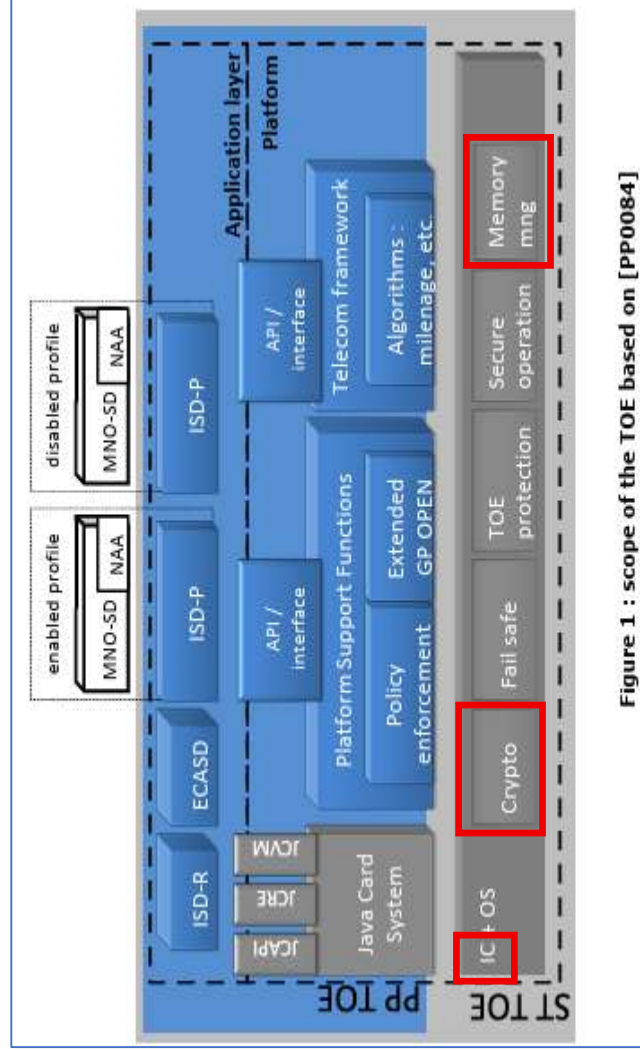 disabled profile
MNO-SD
NAA
enabled profile
MNO-SD
NAA
Application layer
Platform
ISD-R
ECASD
ISD-P
ISD-P
JCAPI
JCRE
JCVM
API /
interface
API /
interface
Java Card
System
Platform Support Functions
Policy
enforcement
Extended
GP OPEN
Telecom framework
Algorithms :
milenage, etc.
PP TOE
IC + OS
Crypto
Fail safe
TOE
protection
Secure
operation
Memory
mng
ST TOE
Figure 1 : scope of the TOE based on [PP0084]